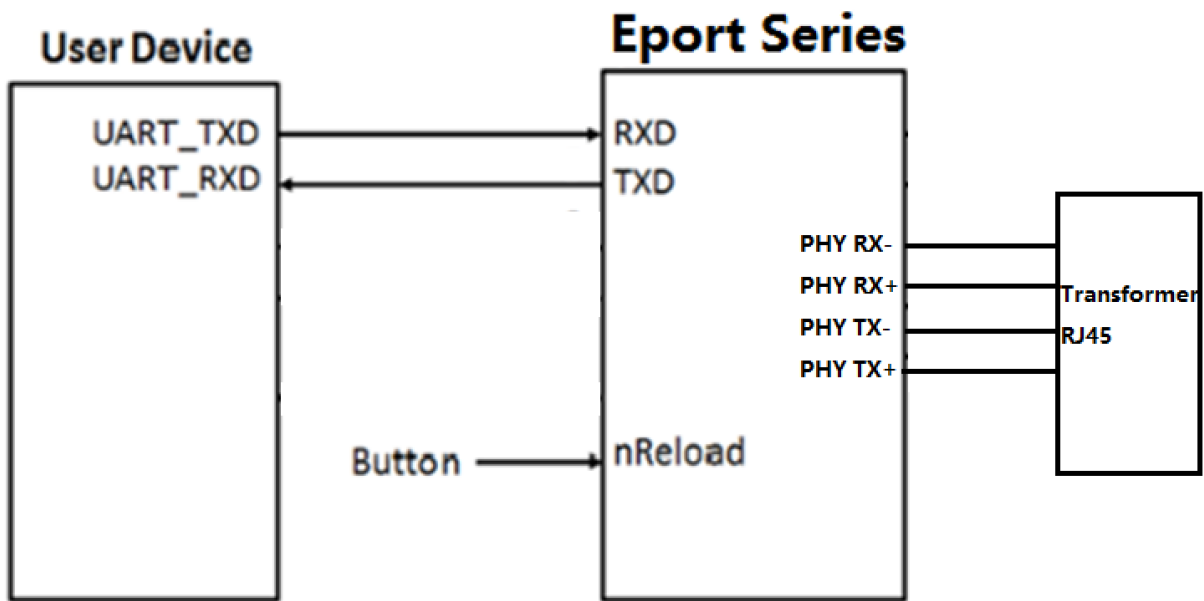 User Device
Eport Series
UART_TXD
RXD
UART_RXD
TXD
PHY RX-
PHY RX+
Transformer
PHY TX-
RJ45
PHY TX+
Button
nReload